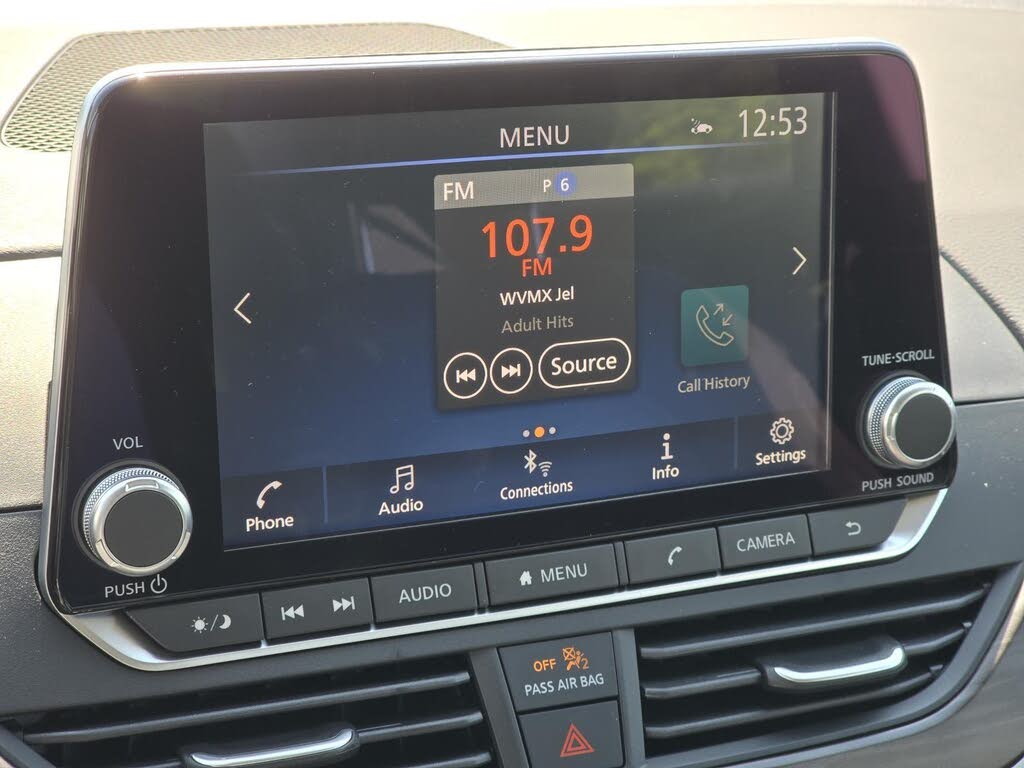 MENU
12:53
FM P 6
107.9
FM
WVMX Jel
Adult Hits
Source
Call History
Phone
Audio
Connections
Info
Settings
VOL
PUSH
TUNE·SCROLL
PUSH SOUND
AUDIO
MENU
CAMERA
OFF 2
PASS AIR BAG